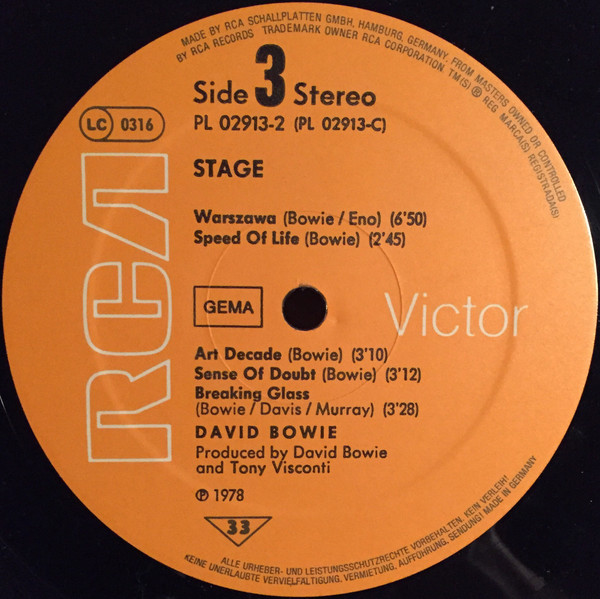 MADE BY RCA SCHALLPLATTEN GMBH, HAMBURG, GERMANY, FROM MASTERS OWNED OR CONTROLLED
BY RCA RECORDS TRADEMARK OWNER RCA CORPORATION TM(S) ® REG MARCA(S) REGISTRADA(S)
Side 3 Stereo
LC 0316
PL 02913-2 (PL 02913-C)
STAGE
Warszawa (Bowie / Eno) (6'50)
Speed Of Life (Bowie) (2'45)
RCA
GEMA
Victor
Art Decade (Bowie) (3'10)
Sense Of Doubt (Bowie) (3'12)
Breaking Glass
(Bowie / Davis / Murray) (3'28)
DAVID BOWIE
Produced by David Bowie
and Tony Visconti
℗ 1978
33
ALLE URHEBER- UND LEISTUNGSSCHUTZRECHTE VORBEHALTEN. KEIN VERLEIH!
KEINE UNERLAUBTE VERVIELFÄLTIGUNG, VERMIETUNG, AUFFÜHRUNG, SENDUNG! MADE IN GERMANY